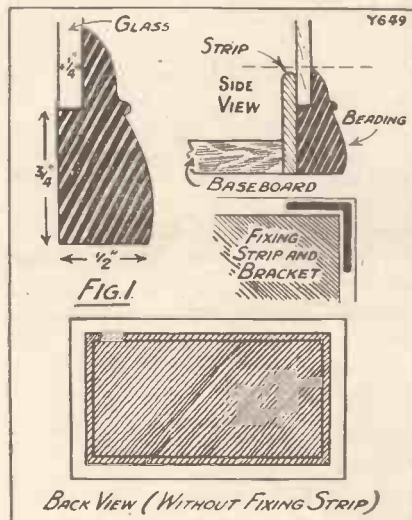 GLASS
1/4"
3/4"
1/2"
FIG.1.
Y649
STRIP
SIDE
VIEW
BEADING
BASEBOARD
FIXING
STRIP AND
BRACKET
BACK VIEW (WITHOUT FIXING STRIP)